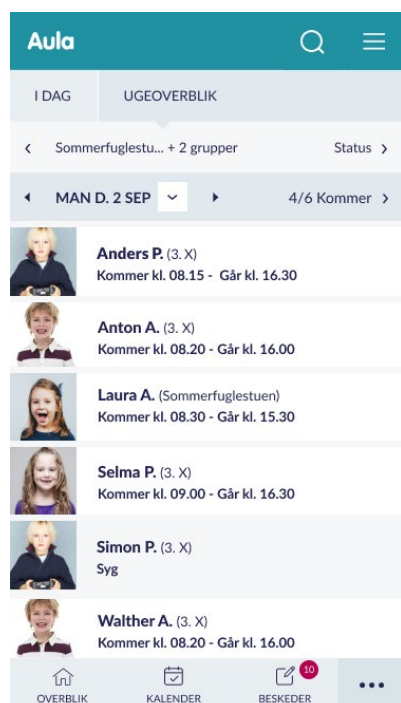 Aula
I DAG UGEOVERBLIK
Sommerfuglestu... + 2 grupper Status
MAN D. 2 SEP 4/6 Kommer
Anders P. (3. X)
Kommer kl. 08.15 - Går kl. 16.30
Anton A. (3. X)
Kommer kl. 08.20 - Går kl. 16.00
Laura A. (Sommerfuglestuen)
Kommer kl. 08.30 - Går kl. 15.30
Selma P. (3. X)
Kommer kl. 09.00 - Går kl. 16.30
Simon P. (3. X)
Syg
Walther A. (3. X)
Kommer kl. 08.20 - Går kl. 16.00
10
OVERBLIK KALENDER BESKEDER